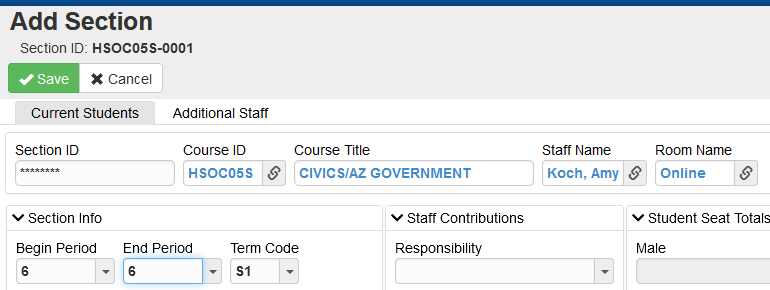 Add Section
Section ID: HSOC05S-0001
Save Cancel
Current Students Additional Staff
Section ID Course ID Course Title Staff Name Room Name
******** HSOC05S CIVICS/AZ GOVERNMENT Koch, Amy Online
Section Info Staff Contributions Student Seat Totals
Begin Period End Period Term Code Responsibility Male
6 6 S1